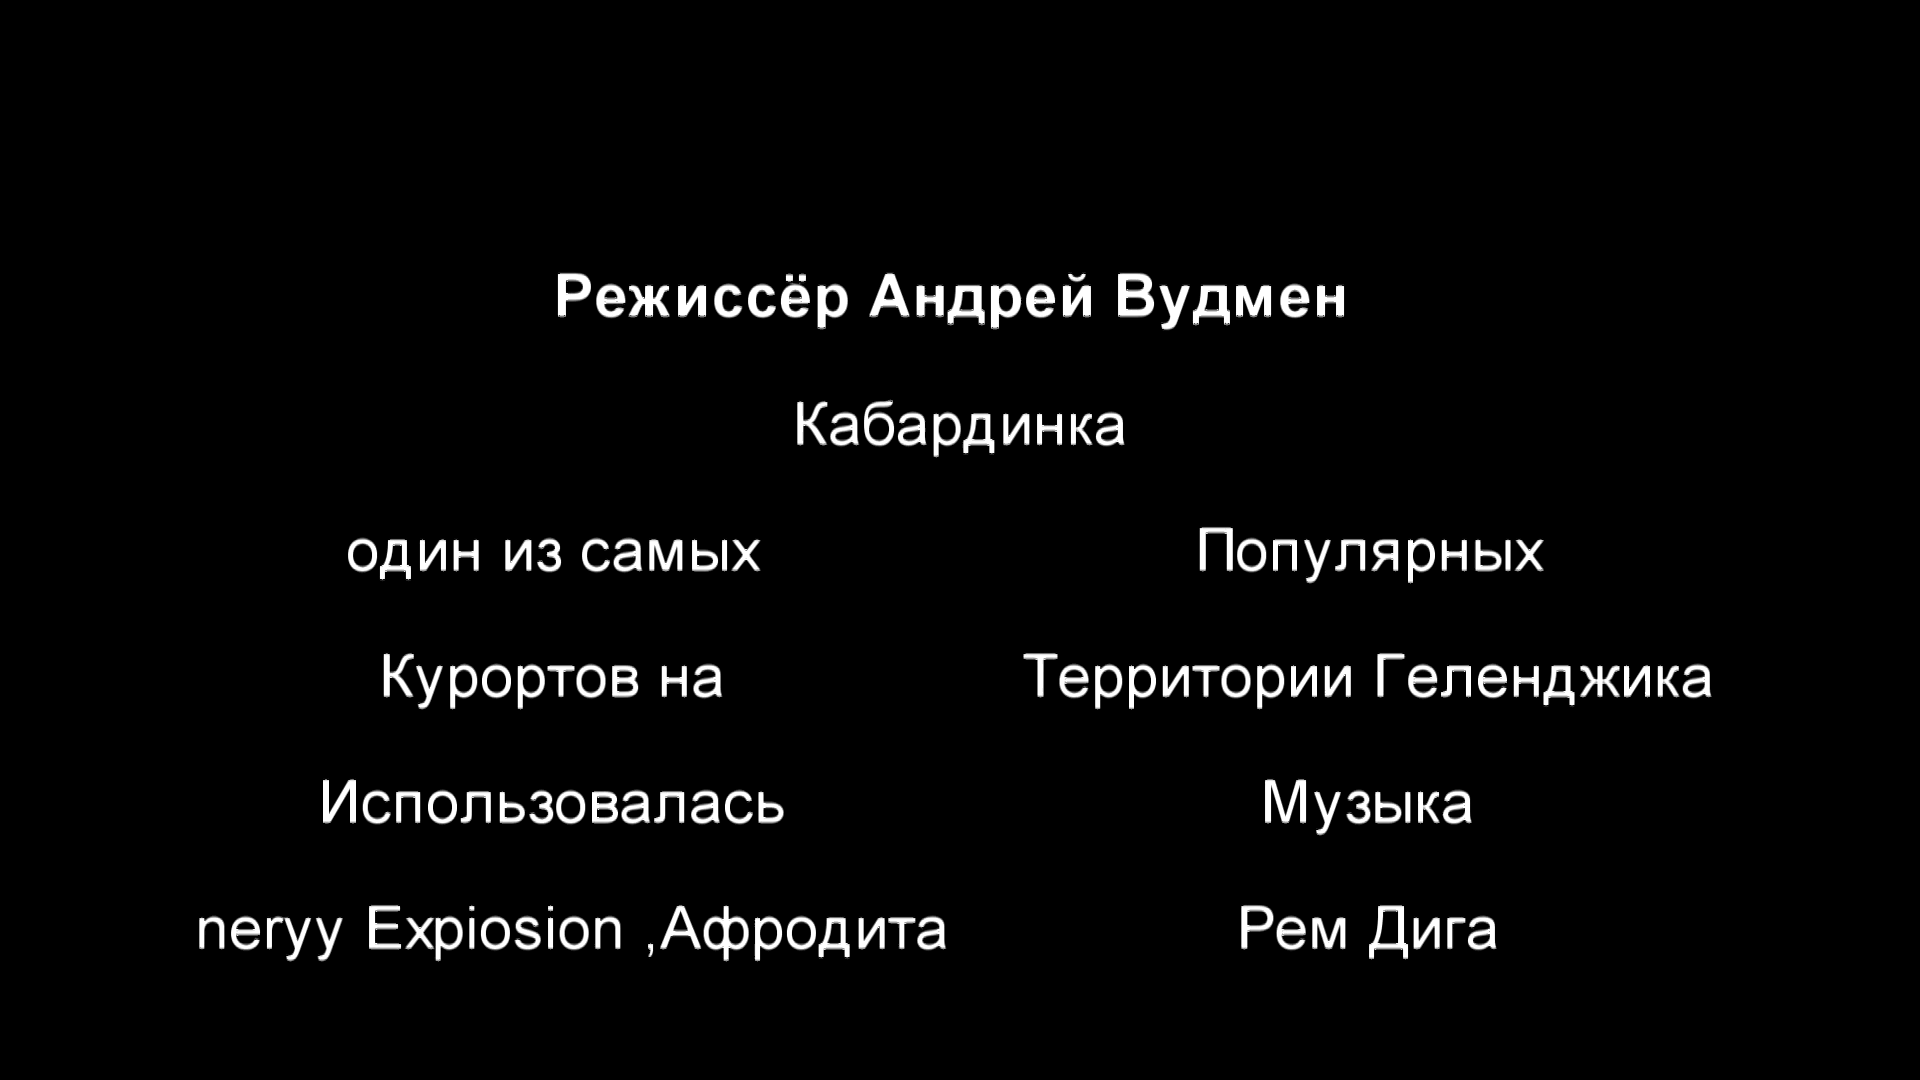 Режиссёр Андрей Вудмен
Кабардинка
один из самых Популярных
Курортов на Территории Геленджика
Использовалась Музыка
neryy Expiosion ,Афродита Рем Дига